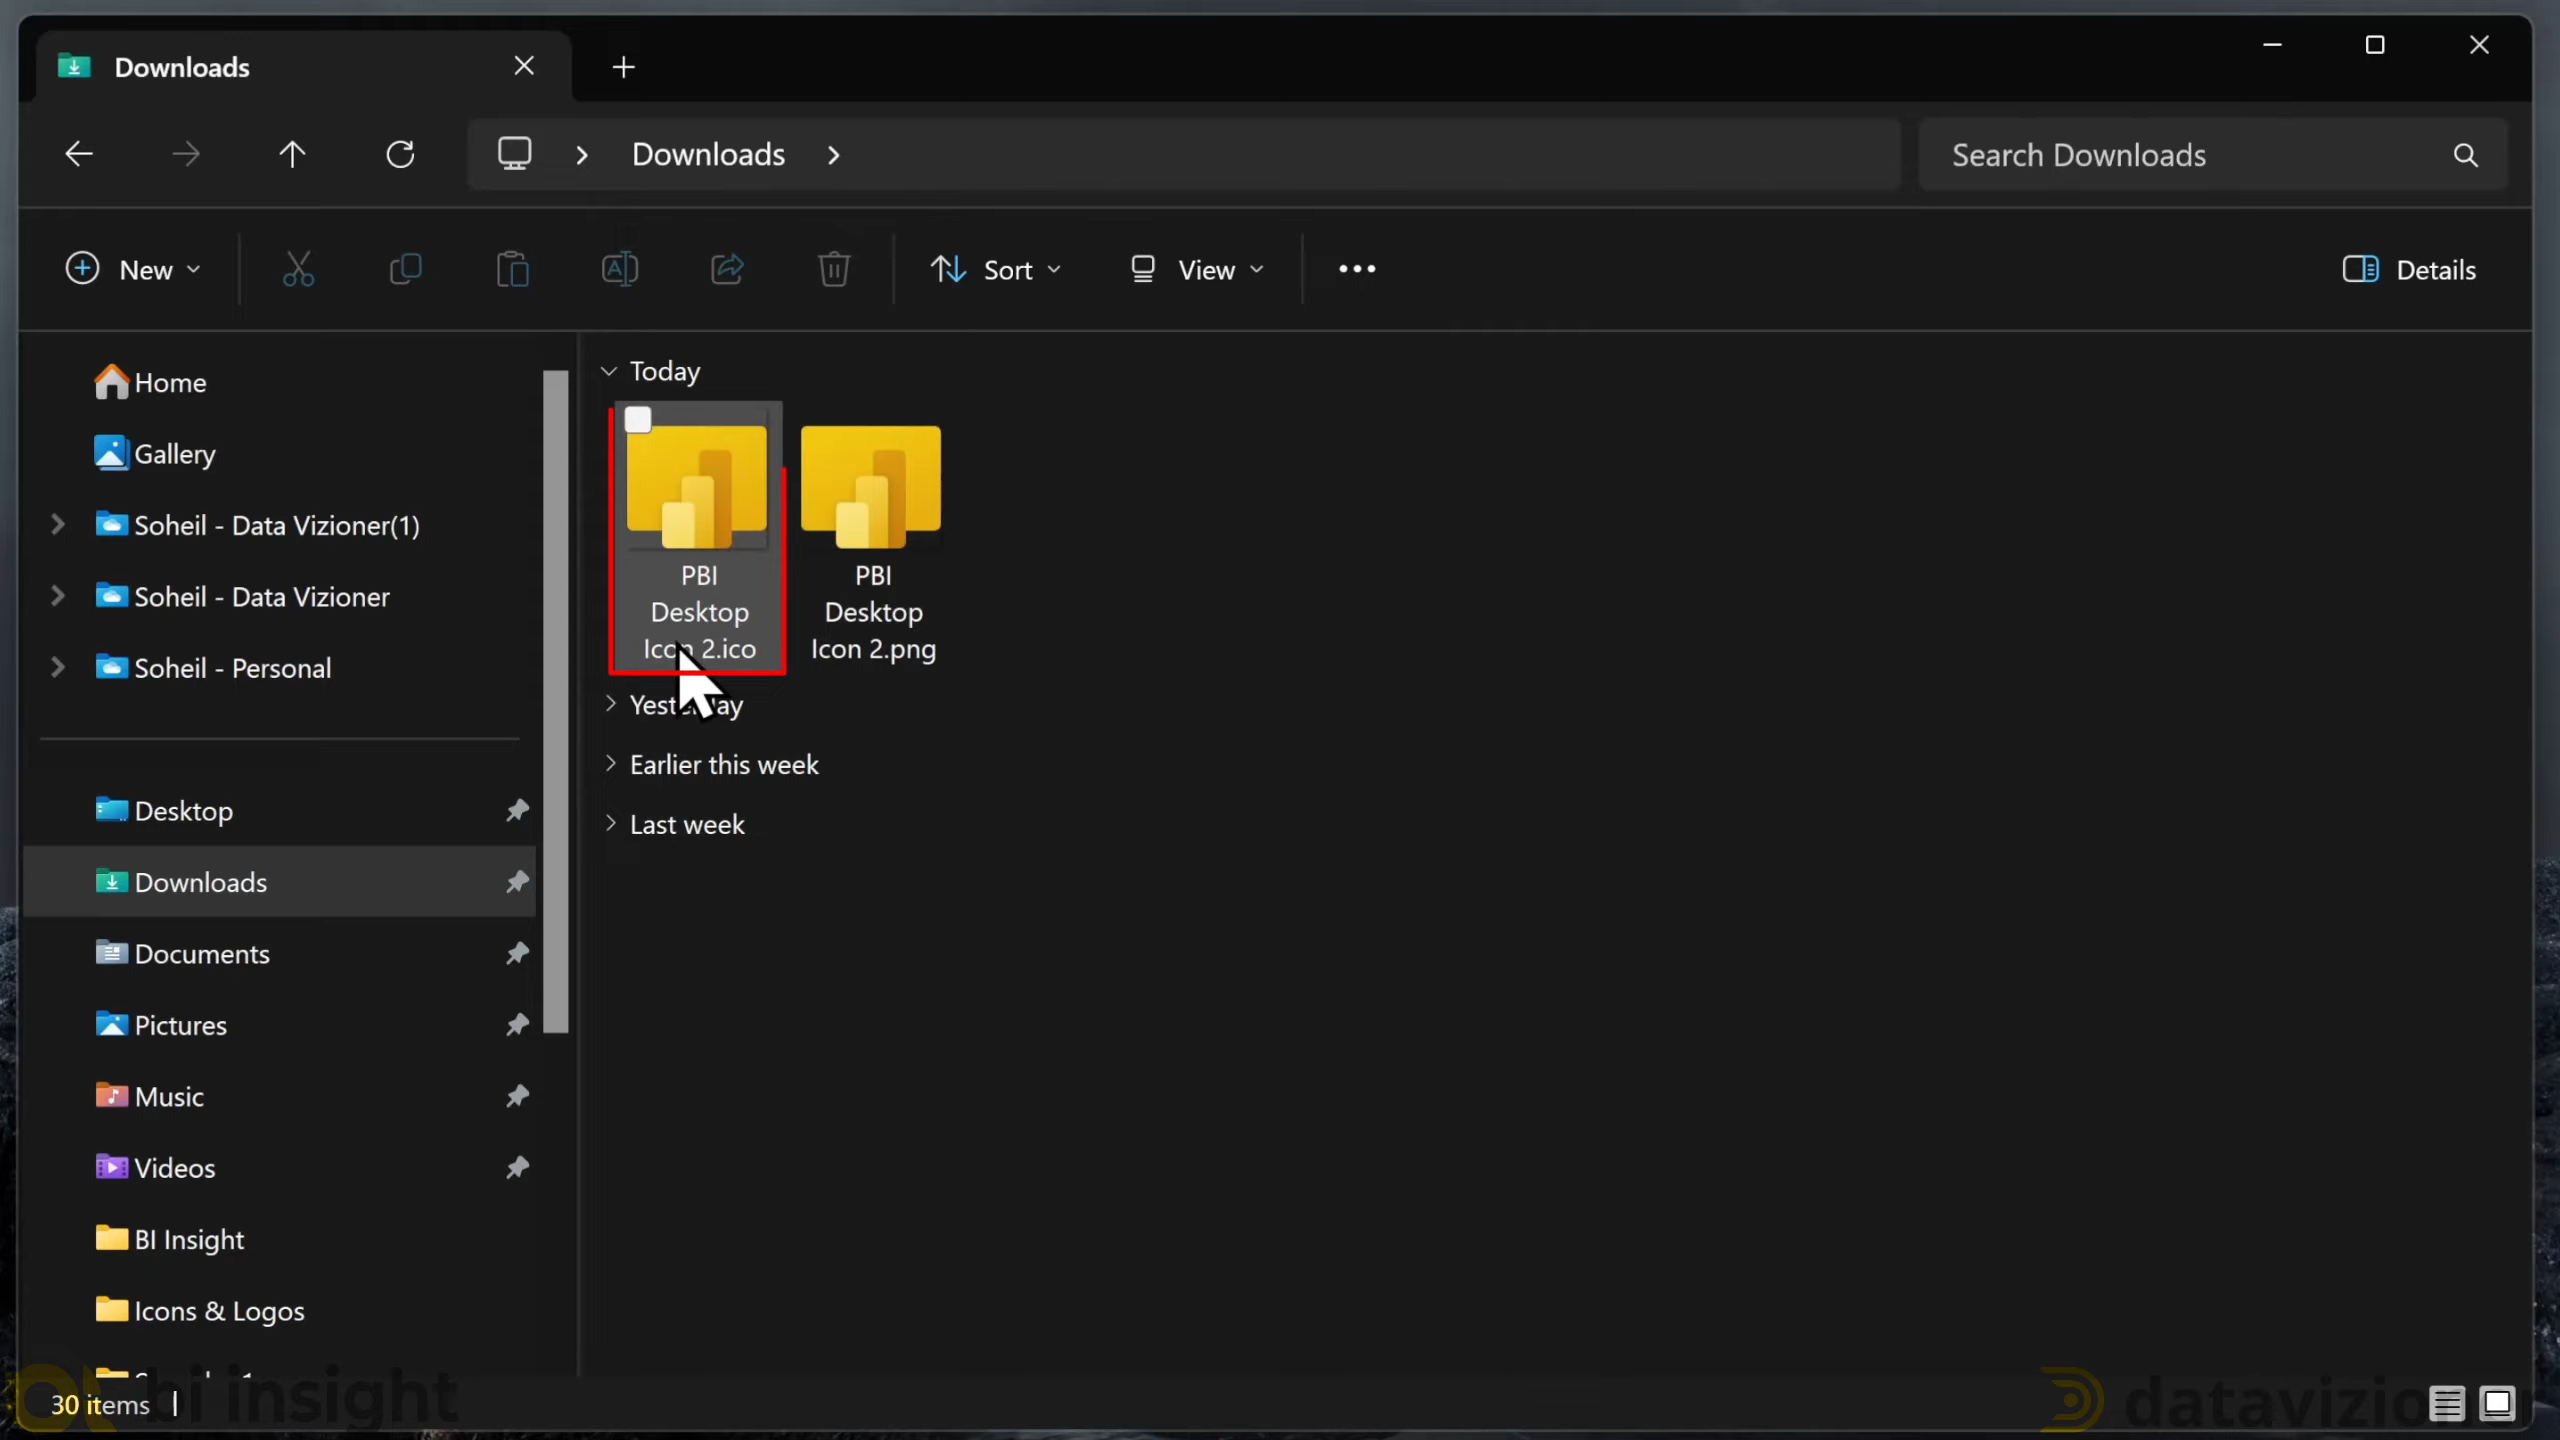 Downloads
Downloads
Search Downloads
New
Sort
View
Details
Home
Gallery
Soheil - Data Vizioner(1)
Soheil - Data Vizioner
Soheil - Personal
Desktop
Downloads
Documents
Pictures
Music
Videos
BI Insight
Icons & Logos
Today
PBI
Desktop
Icon 2.ico
PBI
Desktop
Icon 2.png
Yesterday
Earlier this week
Last week
30 items
bi insight
datavizioner